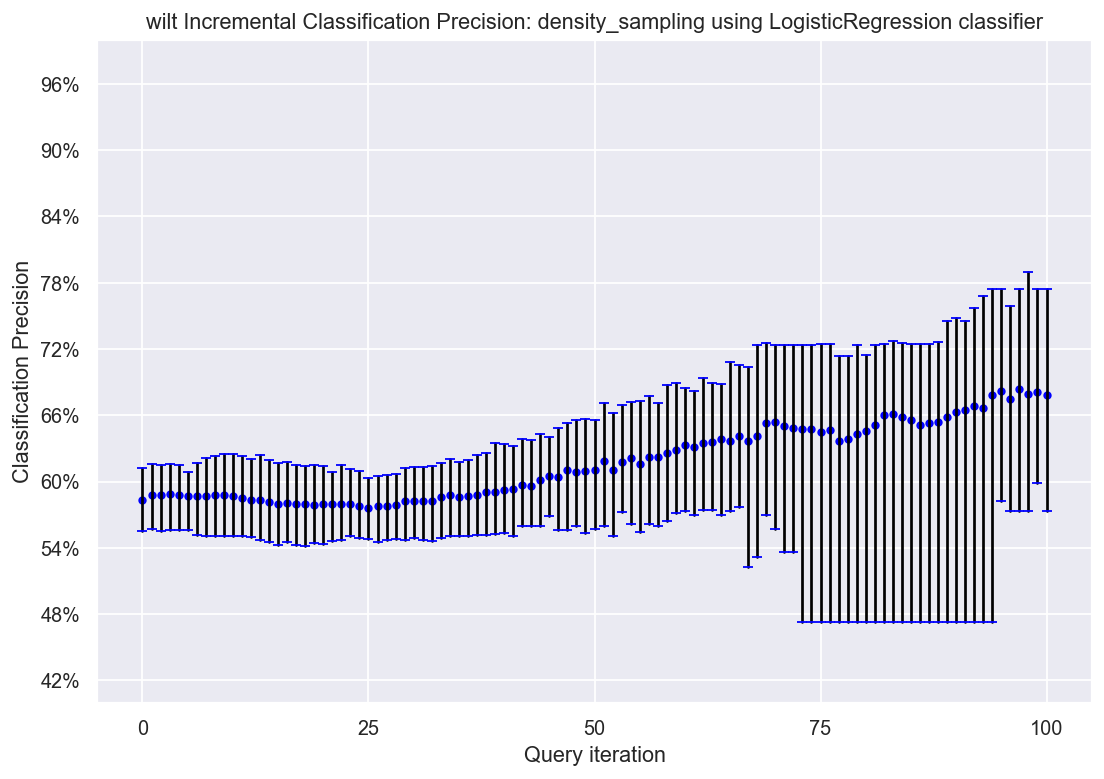 wilt Incremental Classification Precision: density_sampling using LogisticRegression classifier
96%
90%
84%
78%
72%
66%
60%
54%
48%
42%
Classification Precision
0 25 50 75 100
Query iteration